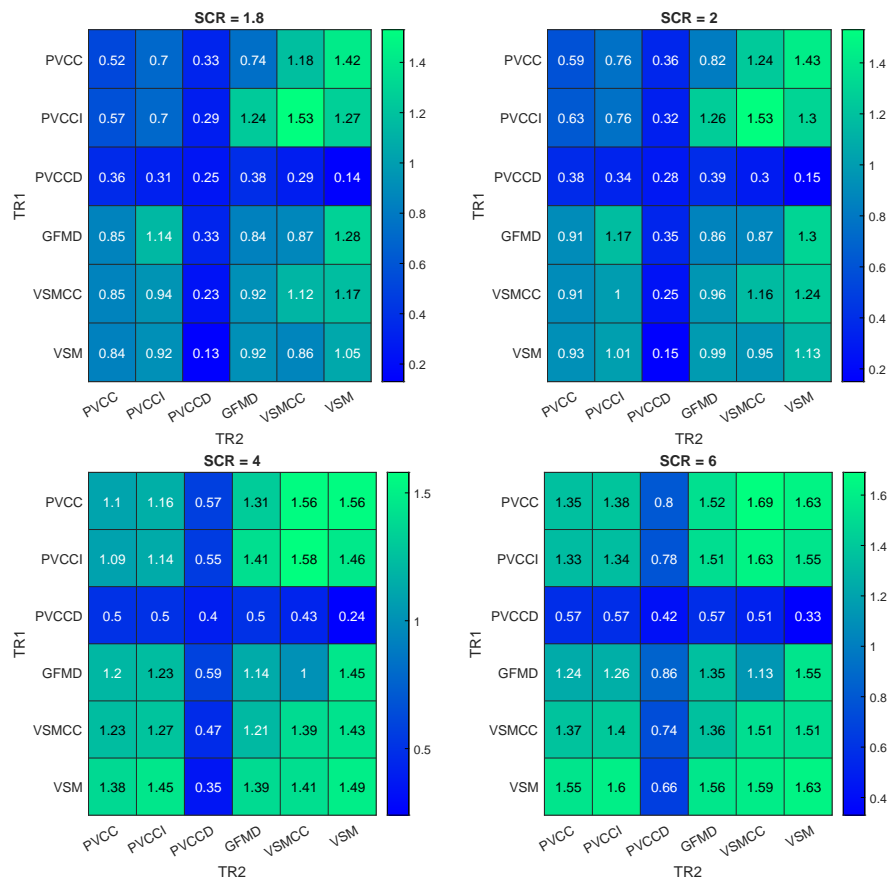 SCR = 1.8
PVCC 0.52 0.7 0.33 0.74 1.18 1.42
PVCCI 0.57 0.7 0.29 1.24 1.53 1.27
PVCCD 0.36 0.31 0.25 0.38 0.29 0.14
GFMD 0.85 1.14 0.33 0.84 0.87 1.28
VSMCC 0.85 0.94 0.23 0.92 1.12 1.17
VSM 0.84 0.92 0.13 0.92 0.86 1.05
TR1
PVCC PVCCI PVCCD GFMD VSMCC VSM
TR2
1.4
1.2
1
0.8
0.6
0.4
0.2
SCR = 2
PVCC 0.59 0.76 0.36 0.82 1.24 1.43
PVCCI 0.63 0.76 0.32 1.26 1.53 1.3
PVCCD 0.38 0.34 0.28 0.39 0.3 0.15
GFMD 0.91 1.17 0.35 0.86 0.87 1.3
VSMCC 0.91 1 0.25 0.96 1.16 1.24
VSM 0.93 1.01 0.15 0.99 0.95 1.13
TR1
PVCC PVCCI PVCCD GFMD VSMCC VSM
TR2
1.4
1.2
1
0.8
0.6
0.4
0.2
SCR = 4
PVCC 1.1 1.16 0.57 1.31 1.56 1.56
PVCCI 1.09 1.14 0.55 1.41 1.58 1.46
PVCCD 0.5 0.5 0.4 0.5 0.43 0.24
GFMD 1.2 1.23 0.59 1.14 1 1.45
VSMCC 1.23 1.27 0.47 1.21 1.39 1.43
VSM 1.38 1.45 0.35 1.39 1.41 1.49
TR1
PVCC PVCCI PVCCD GFMD VSMCC VSM
TR2
1.5
1
0.5
SCR = 6
PVCC 1.35 1.38 0.8 1.52 1.69 1.63
PVCCI 1.33 1.34 0.78 1.51 1.63 1.55
PVCCD 0.57 0.57 0.42 0.57 0.51 0.33
GFMD 1.24 1.26 0.86 1.35 1.13 1.55
VSMCC 1.37 1.4 0.74 1.36 1.51 1.51
VSM 1.55 1.6 0.66 1.56 1.59 1.63
TR1
PVCC PVCCI PVCCD GFMD VSMCC VSM
TR2
1.6
1.4
1.2
1
0.8
0.6
0.4